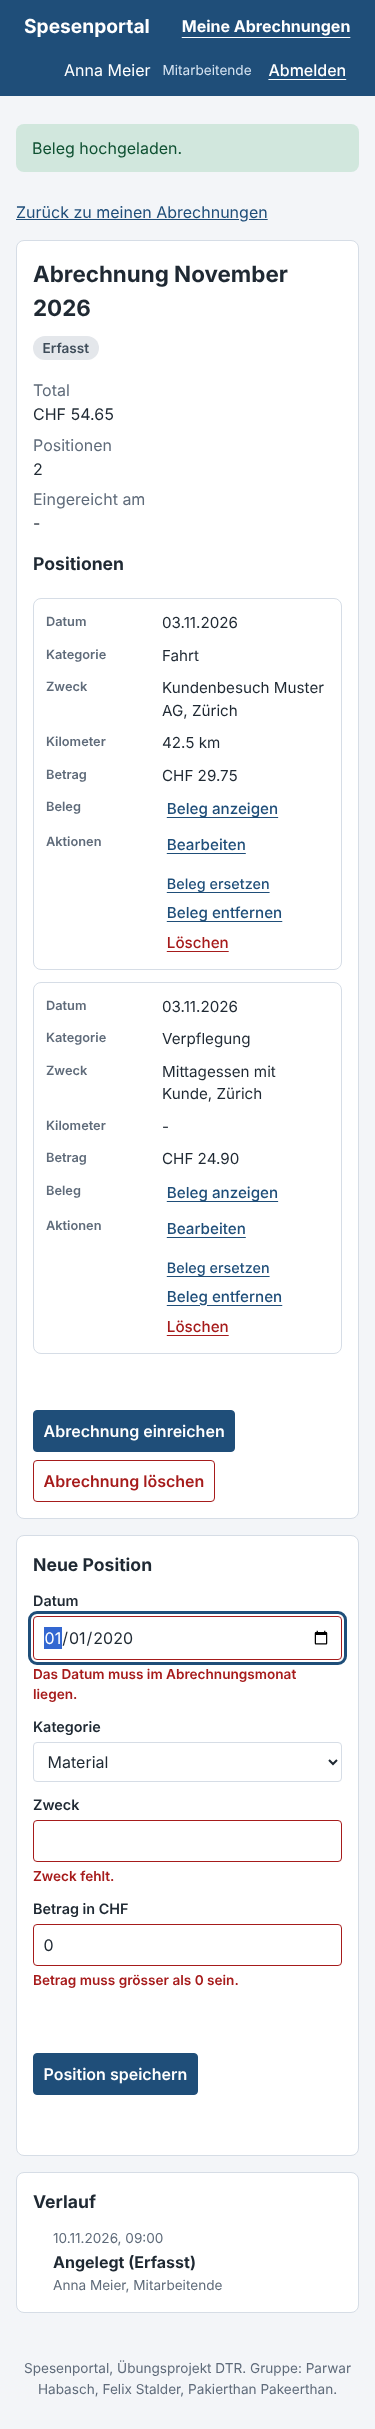 Spesenportal Meine Abrechnungen
Anna Meier Mitarbeitende Abmelden
Beleg hochgeladen.
Zurück zu meinen Abrechnungen
Abrechnung November
2026
Erfasst
Total
CHF 54.65
Positionen
2
Eingereicht am
-
Positionen
Datum 03.11.2026
Kategorie Fahrt
Zweck Kundenbesuch Muster
AG, Zürich
Kilometer 42.5 km
Betrag CHF 29.75
Beleg Beleg anzeigen
Aktionen Bearbeiten
Beleg ersetzen
Beleg entfernen
Löschen
Datum 03.11.2026
Kategorie Verpflegung
Zweck Mittagessen mit
Kunde, Zürich
Kilometer -
Betrag CHF 24.90
Beleg Beleg anzeigen
Aktionen Bearbeiten
Beleg ersetzen
Beleg entfernen
Löschen
Abrechnung einreichen
Abrechnung löschen
Neue Position
Datum
01/01/2020
Das Datum muss im Abrechnungsmonat
liegen.
Kategorie
Material
Zweck
Zweck fehlt.
Betrag in CHF
0
Betrag muss grösser als 0 sein.
Position speichern
Verlauf
10.11.2026, 09:00
Angelegt (Erfasst)
Anna Meier, Mitarbeitende
Spesenportal, Übungsprojekt DTR. Gruppe: Parwar
Habasch, Felix Stalder, Pakierthan Pakeerthan.